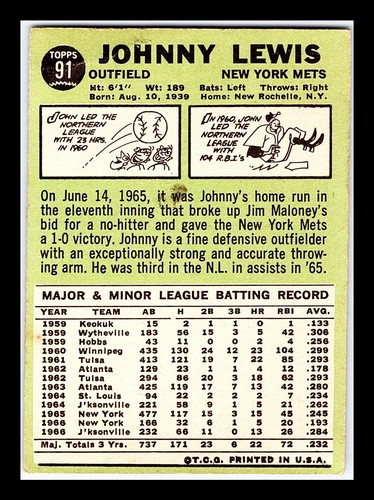 TOPPS
91
JOHNNY LEWIS
OUTFIELD NEW YORK METS
Ht: 6'1" Wt: 189 Bats: Left Throws: Right
Born: Aug. 10, 1939 Home: New Rochelle, N.Y.
JOHN LED THE
NORTHERN
LEAGUE
WITH 23 HRS.
IN 1960
IN 1960, JOHN
LED THE
NORTHERN
LEAGUE
WITH
104 R.B.I'S
On June 14, 1965, it was Johnny's home run in
the eleventh inning that broke up Jim Maloney's
bid for a no-hitter and gave the New York Mets
a 1-0 victory. Johnny is a fine defensive outfielder
with an exceptionally strong and accurate throw-
ing arm. He was third in the N.L. in assists in '65.
MAJOR & MINOR LEAGUE BATTING RECORD
YEAR TEAM AB H 2B 3B HR RBI AVG.
1959 Keokuk 15 2 1 1 0 1 .133
1959 Wytheville 183 56 15 3 5 42 .306
1959 Hobbs 43 11 0 0 2 4 .256
1960 Winnipeg 435 130 24 12 23 104 .299
1961 Tulsa 413 121 19 7 22 85 .293
1962 Atlanta 129 23 1 1 4 12 .178
1962 Tulsa 294 86 20 3 18 62 .293
1963 Atlanta 425 119 17 7 13 42 .280
1964 St. Louis 94 22 2 2 2 7 .234
1964 J'ksonville 221 58 9 1 5 21 .262
1965 New York 477 117 15 3 15 45 .245
1966 New York 166 32 6 1 5 20 .193
1966 J'ksonville 232 66 11 0 13 26 .284
Maj. Totals 3 Yrs. 737 171 23 6 22 72 .232
©T.C.G. PRINTED IN U.S.A.